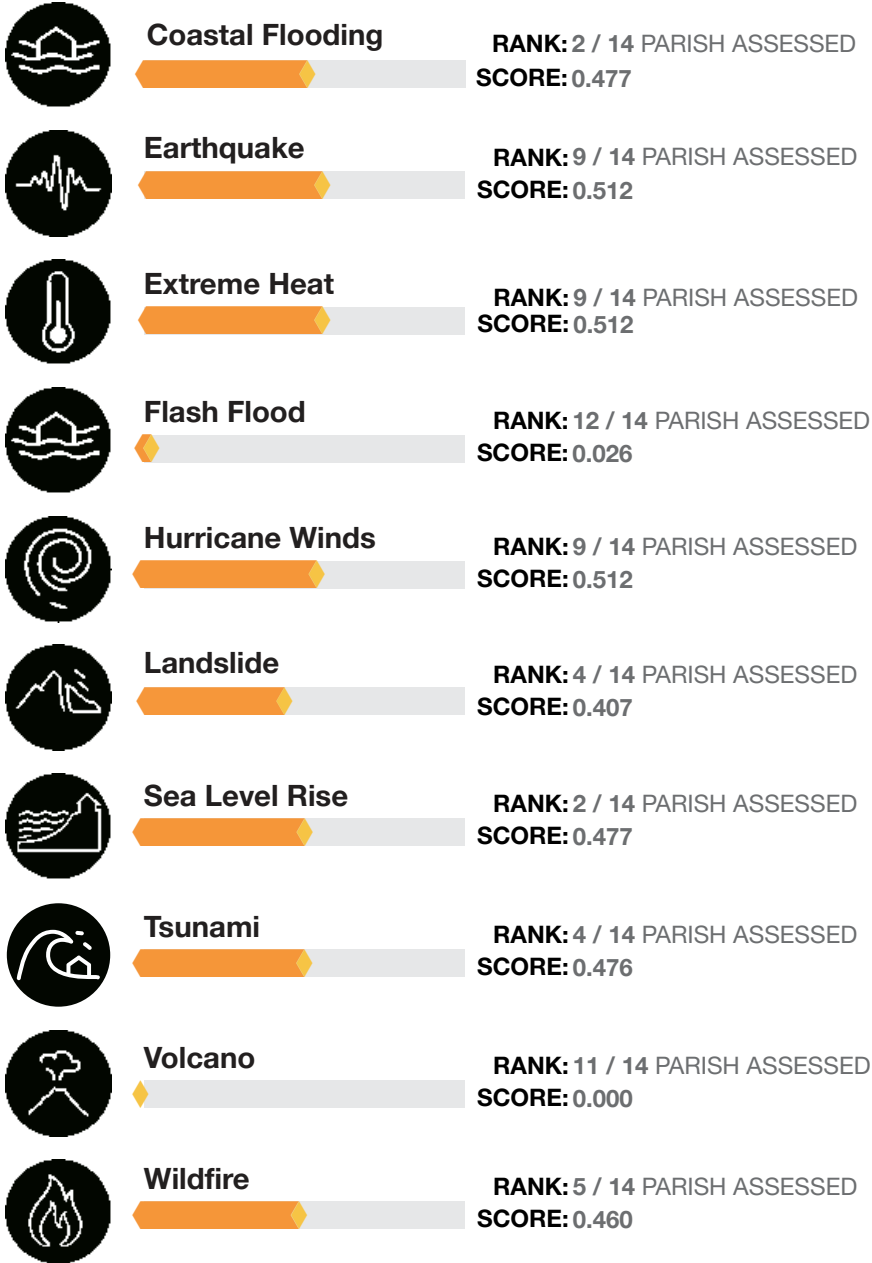 Coastal Flooding
RANK: 2 / 14 PARISH ASSESSED
SCORE: 0.477
Earthquake
RANK: 9 / 14 PARISH ASSESSED
SCORE: 0.512
Extreme Heat
RANK: 9 / 14 PARISH ASSESSED
SCORE: 0.512
Flash Flood
RANK: 12 / 14 PARISH ASSESSED
SCORE: 0.026
Hurricane Winds
RANK: 9 / 14 PARISH ASSESSED
SCORE: 0.512
Landslide
RANK: 4 / 14 PARISH ASSESSED
SCORE: 0.407
Sea Level Rise
RANK: 2 / 14 PARISH ASSESSED
SCORE: 0.477
Tsunami
RANK: 4 / 14 PARISH ASSESSED
SCORE: 0.476
Volcano
RANK: 11 / 14 PARISH ASSESSED
SCORE: 0.000
Wildfire
RANK: 5 / 14 PARISH ASSESSED
SCORE: 0.460